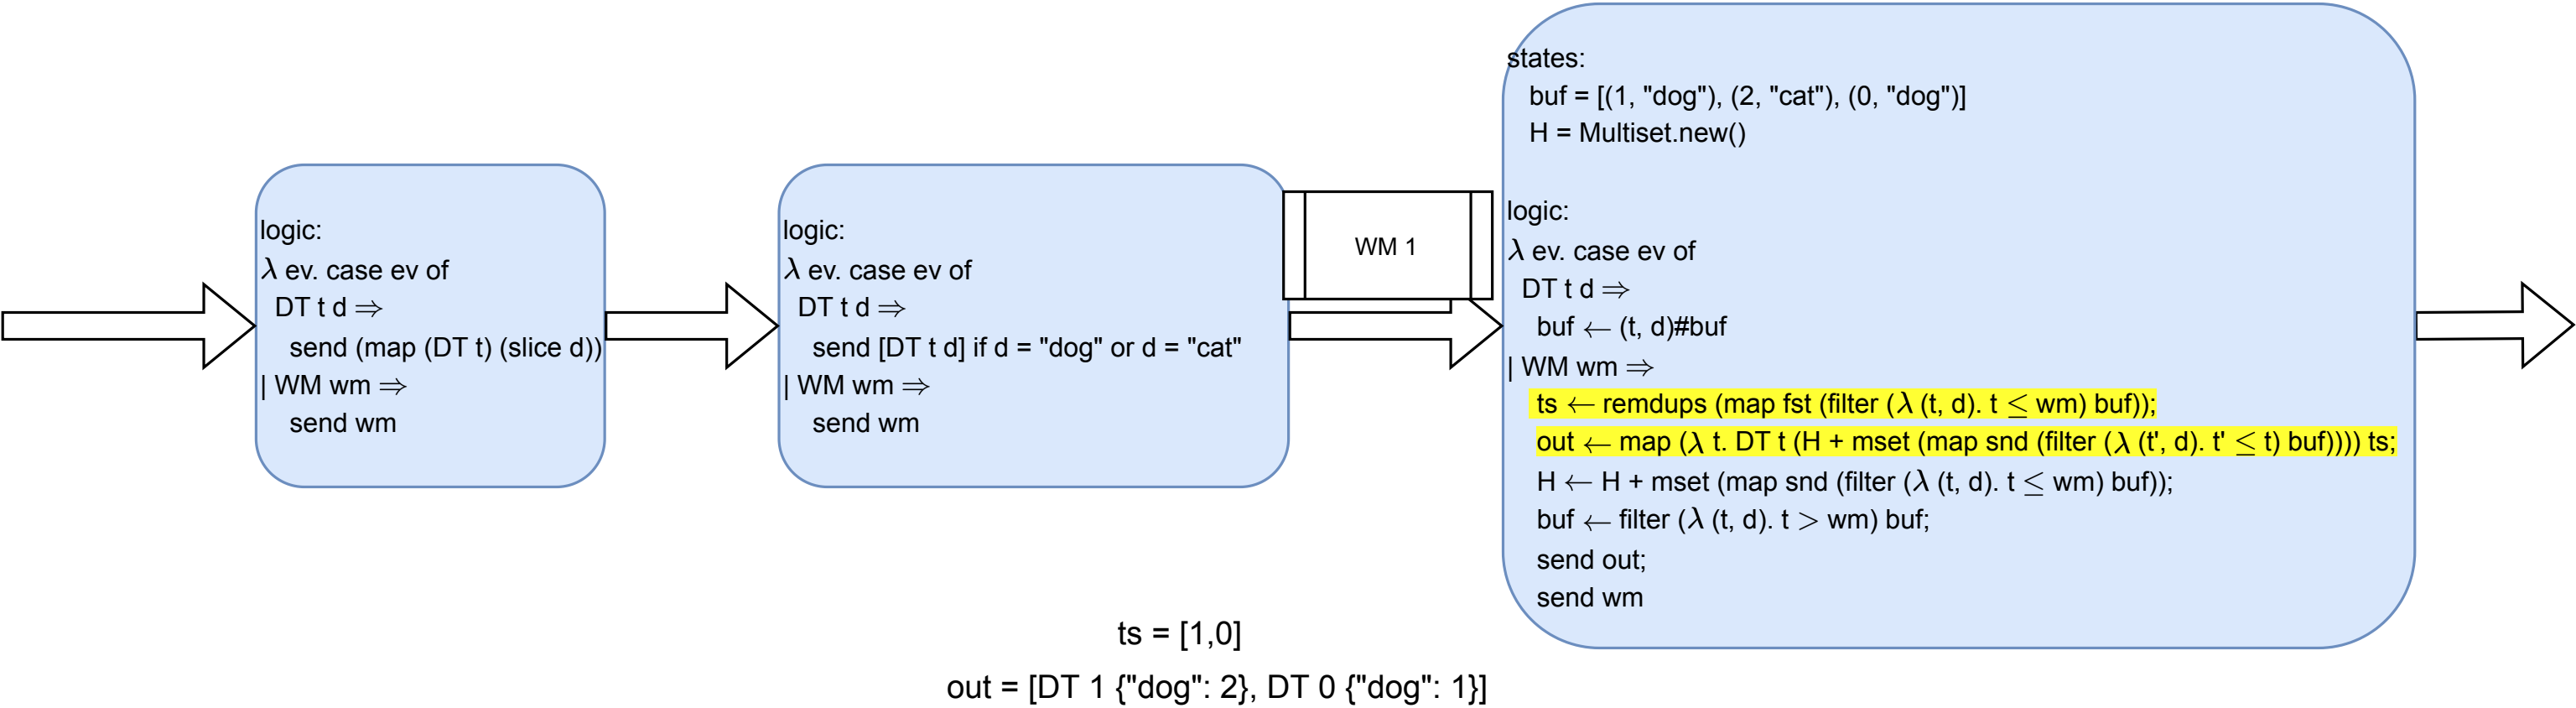 logic:
λ ev. case ev of
DT t d ⇒
send (map (DT t) (slice d))
| WM wm ⇒
send wm
logic:
λ ev. case ev of
DT t d ⇒
send [DT t d] if d = "dog" or d = "cat"
| WM wm ⇒
send wm
WM 1
states:
buf = [(1, "dog"), (2, "cat"), (0, "dog")]
H = Multiset.new()
logic:
λ ev. case ev of
DT t d ⇒
buf ← (t, d)#buf
| WM wm ⇒
ts ← remdups (map fst (filter (λ (t, d). t ≤ wm) buf));
out ← map (λ t. DT t (H + mset (map snd (filter (λ (t', d). t' ≤ t) buf)))) ts;
H ← H + mset (map snd (filter (λ (t, d). t ≤ wm) buf));
buf ← filter (λ (t, d). t > wm) buf;
send out;
send wm
ts = [1,0]
out = [DT 1 {"dog": 2}, DT 0 {"dog": 1}]